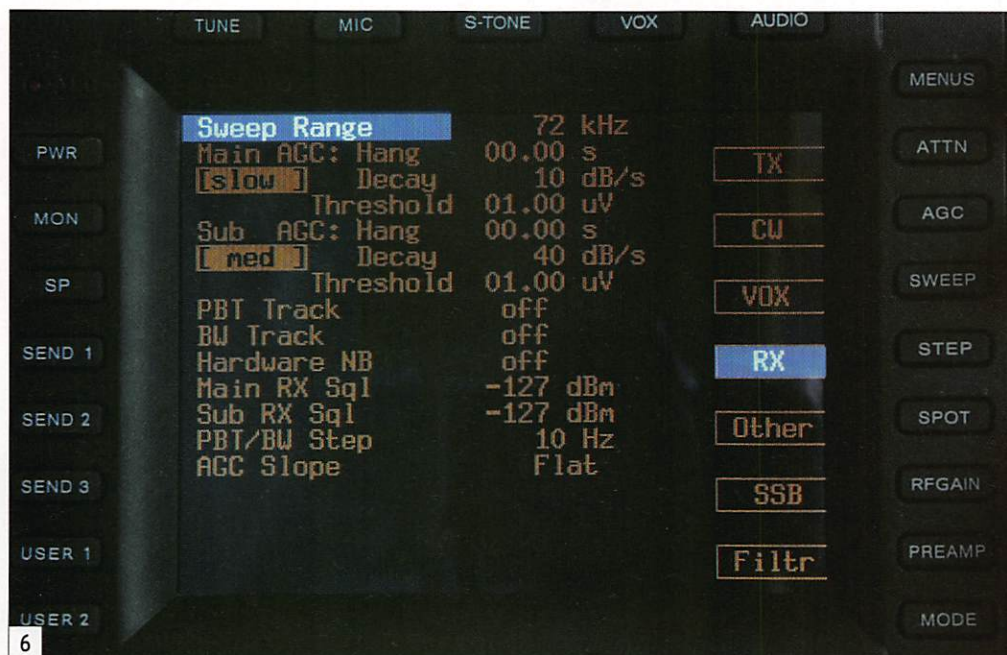 TUNE MIC S-TONE VOX AUDIO
MENUS
PWR
MON
SP
SEND 1
SEND 2
SEND 3
USER 1
USER 2
Sweep Range 72 kHz
Main AGC: Hang 00.00 s
[slow ] Decay 10 dB/s
Threshold 01.00 uV
Sub AGC: Hang 00.00 s
[ med ] Decay 40 dB/s
Threshold 01.00 uV
PBT Track off
BW Track off
Hardware NB off
Main RX Sql -127 dBm
Sub RX Sql -127 dBm
PBT/BW Step 10 Hz
AGC Slope Flat
TX
CW
VOX
RX
Other
SSB
Filtr
ATTN
AGC
SWEEP
STEP
SPOT
RFGAIN
PREAMP
MODE
6